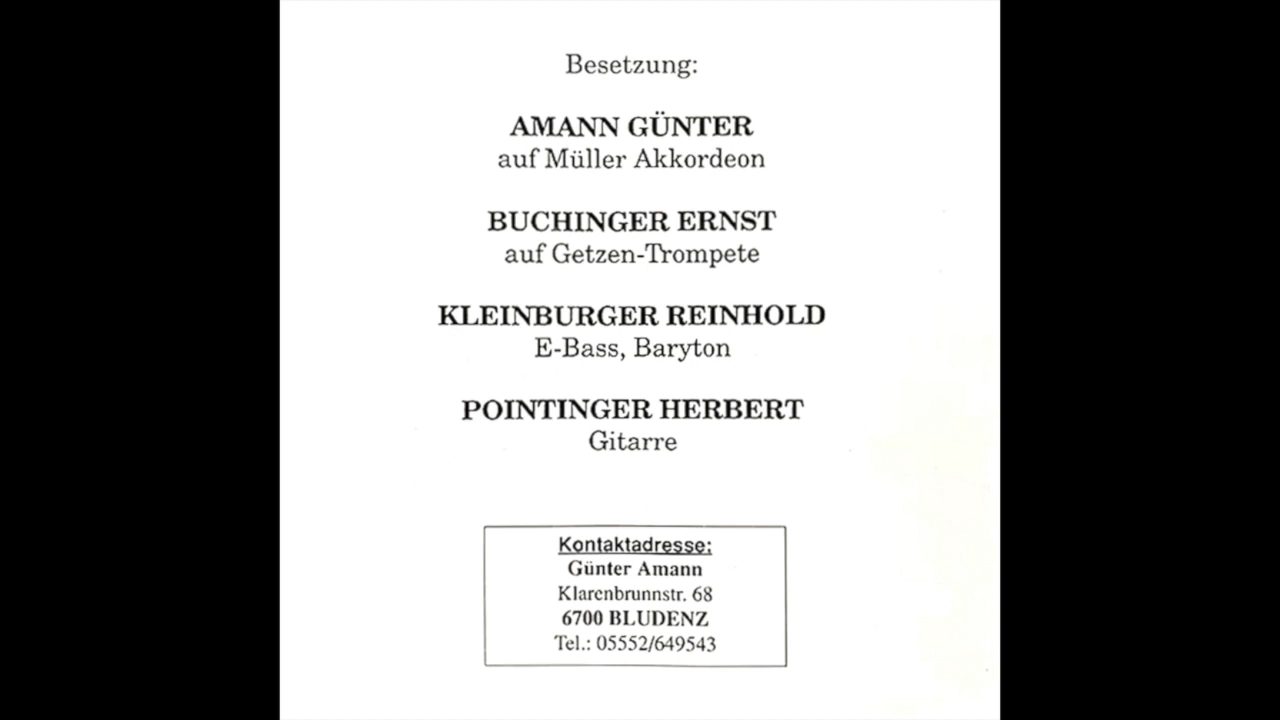 Besetzung:
AMANN GÜNTER
auf Müller Akkordeon
BUCHINGER ERNST
auf Getzen-Trompete
KLEINBURGER REINHOLD
E-Bass, Baryton
POINTINGER HERBERT
Gitarre
Kontaktadresse:
Günter Amann
Klarenbrunnstr. 68
6700 BLUDENZ
Tel.: 05552/649543